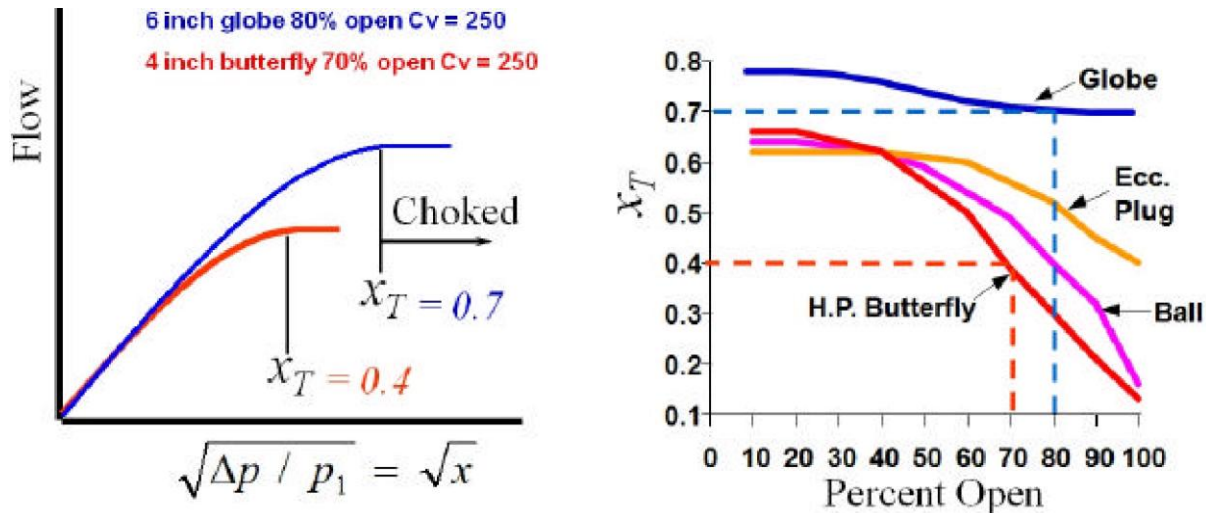 6 inch globe 80% open Cv = 250
4 inch butterfly 70% open Cv = 250
Flow
Choked
x_T = 0.7
x_T = 0.4
√Δp / p₁ = √x
0.8
0.7
0.6
0.5
0.4
0.3
0.2
0.1
x_T
Globe
Ecc.
Plug
H.P. Butterfly
Ball
0 10 20 30 40 50 60 70 80 90 100
Percent Open